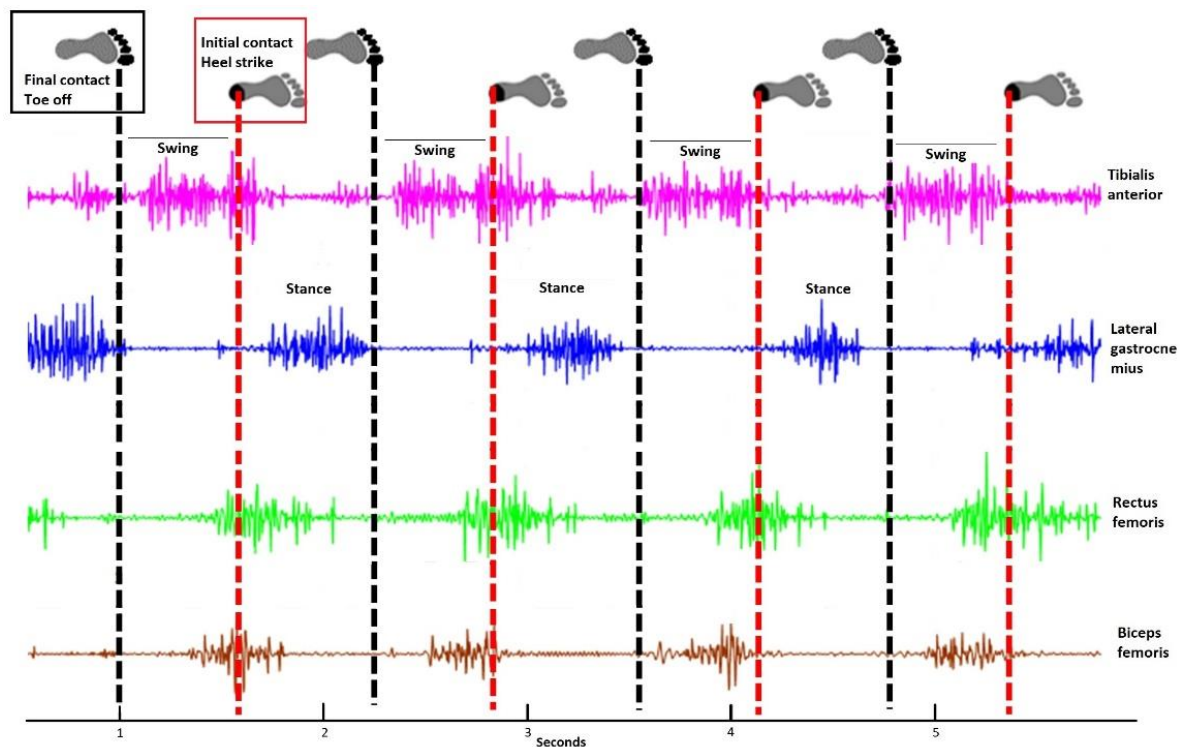 Final contact
Toe off
Initial contact
Heel strike
Swing
Swing
Swing
Swing
Tibialis
anterior
Stance
Stance
Stance
Lateral
gastrocne
mius
Rectus
femoris
Biceps
femoris
1
2
3
4
5
Seconds